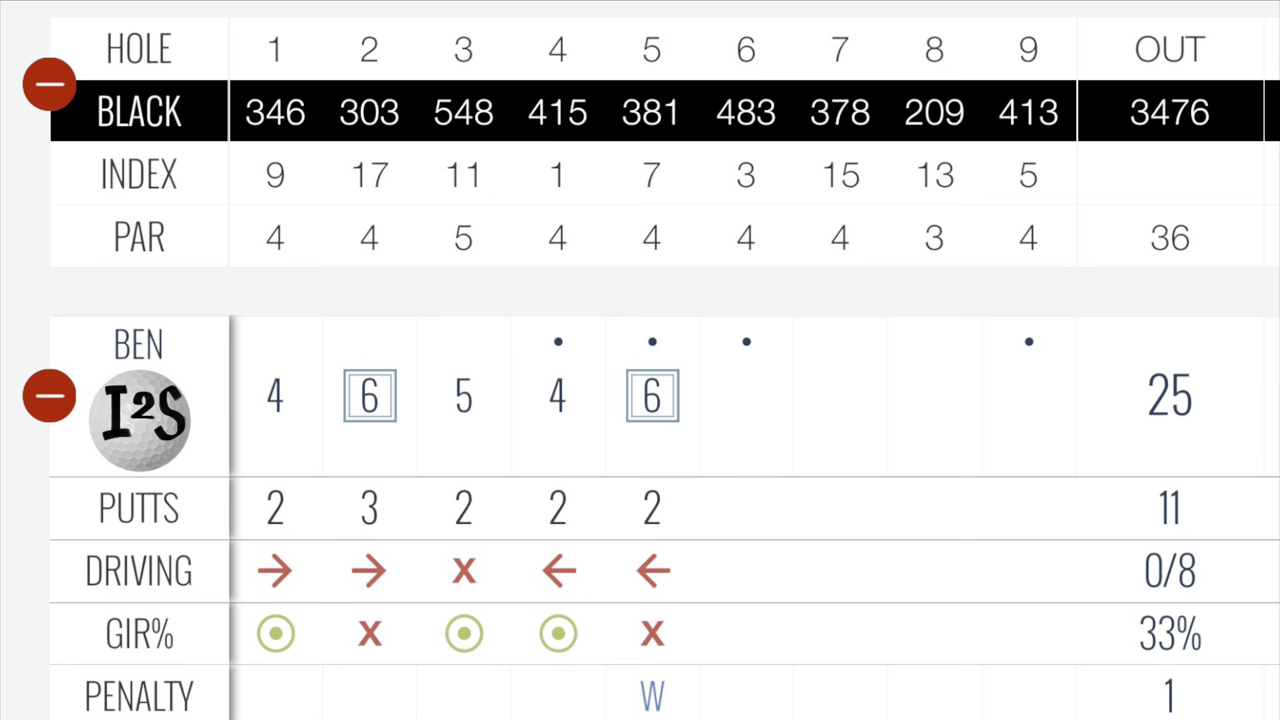 HOLE 1 2 3 4 5 6 7 8 9 OUT
BLACK 346 303 548 415 381 483 378 209 413 3476
INDEX 9 17 11 1 7 3 15 13 5
PAR 4 4 5 4 4 4 4 3 4 36
BEN
I²S
4 6 5 4 6 25
PUTTS 2 3 2 2 2 11
DRIVING → → X ← ← 0/8
GIR% X X 33%
PENALTY W 1